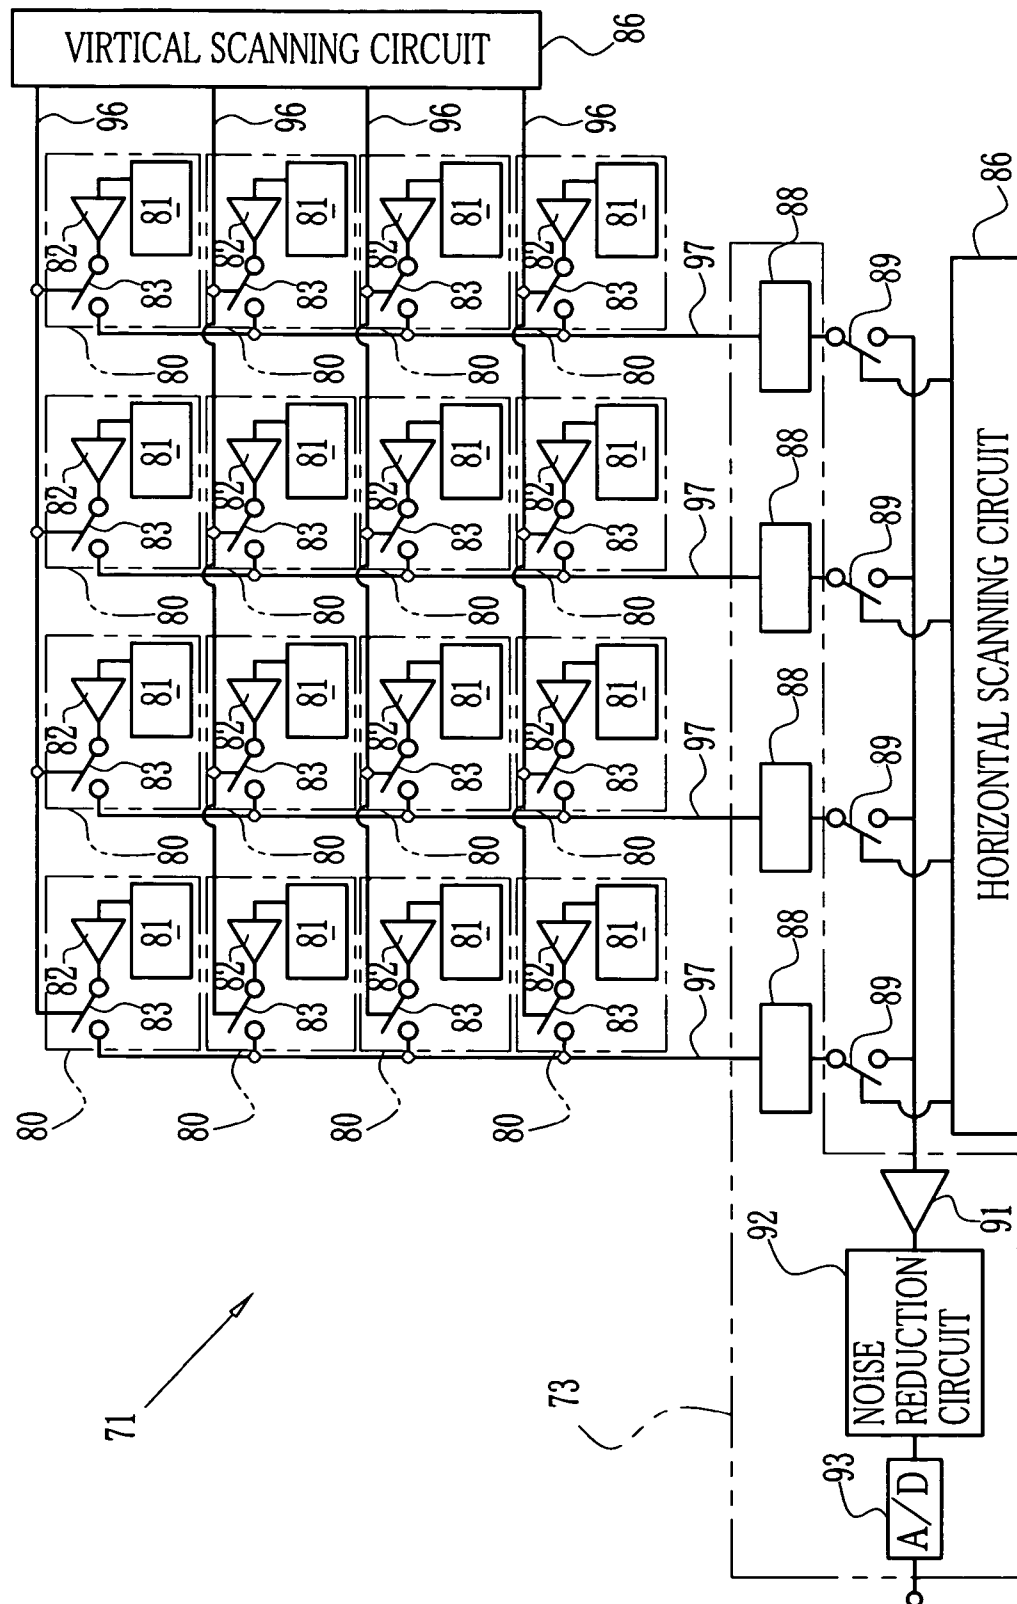 VIRTICAL SCANNING CIRCUIT
86
96 96 96 96
82 81 82 81 82 81 82 81
83 83 83 83
80 80 80 80
82 81 82 81 82 81 82 81
83 83 83 83
80 80 80 80
82 81 82 81 82 81 82 81
83 83 83 83
80 80 80 80
82 81 82 81 82 81 82 81
83 83 83 83
80 80 80 80
97 97 97 97
88 88 88 88
89 89 89 89
86
HORIZONTAL SCANNING CIRCUIT
91
92
NOISE
REDUCTION
CIRCUIT
93
A/D
73
71